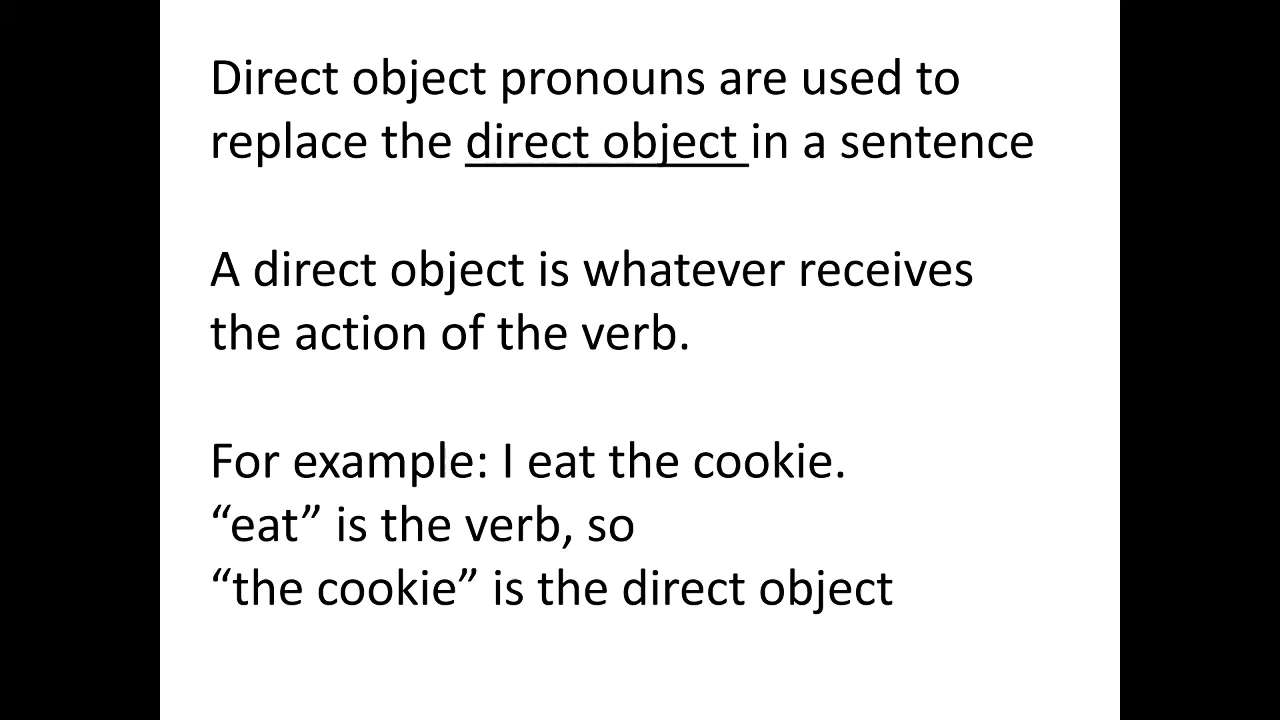 Direct object pronouns are used to
replace the direct object in a sentence
A direct object is whatever receives
the action of the verb.
For example: I eat the cookie.
“eat” is the verb, so
“the cookie” is the direct object